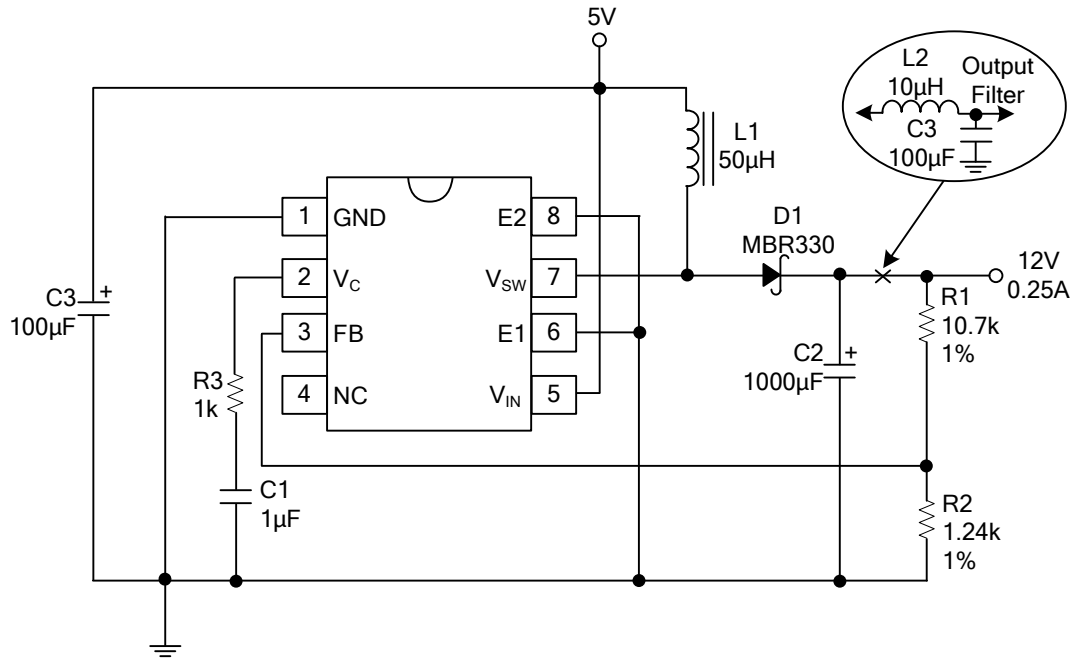 5V
L2
10µH
Output
Filter
C3
100µF
L1
50µH
1 GND
E2 8
D1
MBR330
2 VC
VSW 7
12V
0.25A
C3
100µF
+
3 FB
E1 6
R1
10.7k
1%
C2
1000µF
+
R3
1k
4 NC
VIN 5
C1
1µF
R2
1.24k
1%